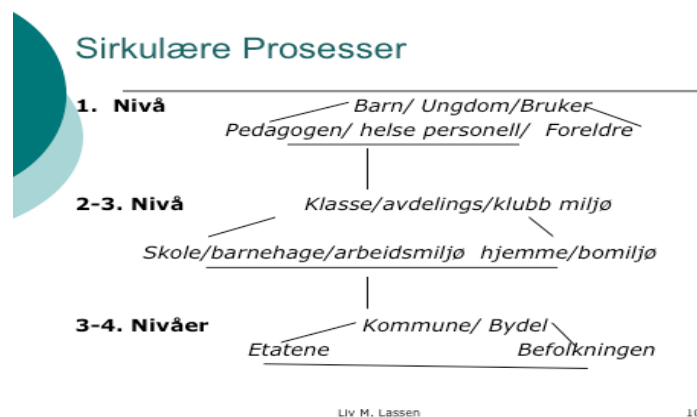 Sirkulære Prosesser
1. Nivå Barn/ Ungdom/Bruker
Pedagogen/ helse personell/ Foreldre
2-3. Nivå Klasse/avdelings/klubb miljø
Skole/barnehage/arbeidsmiljø hjemme/bomiljø
3-4. Nivåer Kommune/ Bydel
Etatene Befolkningen
Liv M. Lassen 10